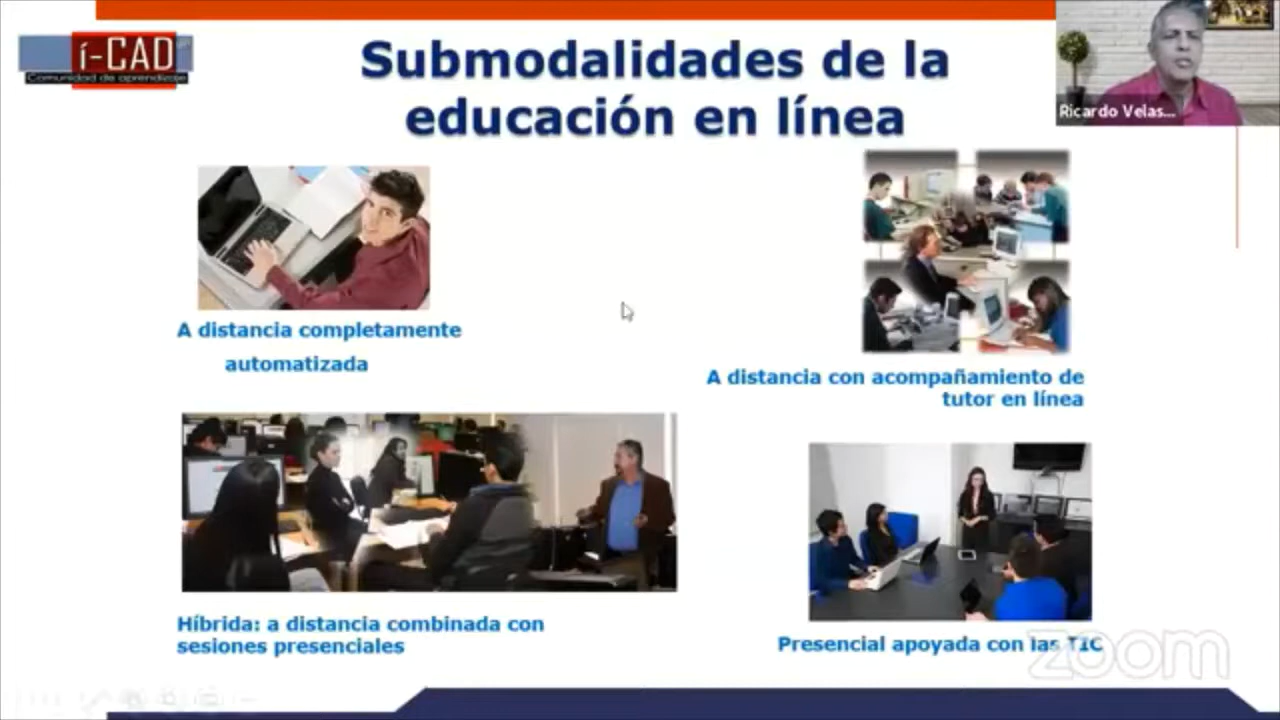 í-CAD
Comunidad de aprendizaje
Submodalidades de la
educación en línea
Ricardo Velas...
A distancia completamente
automatizada
A distancia con acompañamiento de
tutor en línea
Híbrida: a distancia combinada con
sesiones presenciales
Presencial apoyada con las TIC
zoom